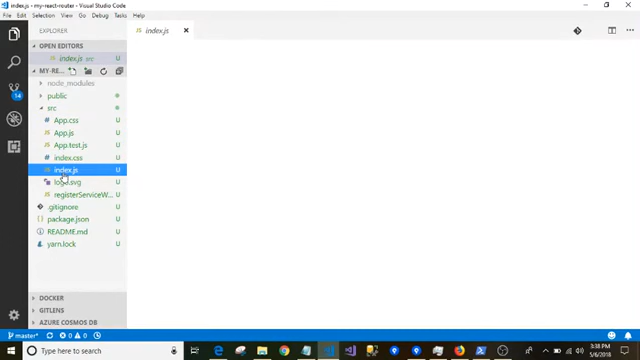 index.js - my-react-router - Visual Studio Code
File Edit Selection View Go Debug Tasks Help
EXPLORER
index.js
OPEN EDITORS
index.js src U
MY-RE...
node_modules
public
src
App.css U
App.js U
App.test.js U
index.css U
index.js U
logo.svg U
registerServiceW... U
.gitignore U
package.json U
README.md U
yarn.lock U
14
DOCKER
GITLENS
AZURE COSMOS DB
master* 0 0
Type here to search
3:38 PM
5/6/2018